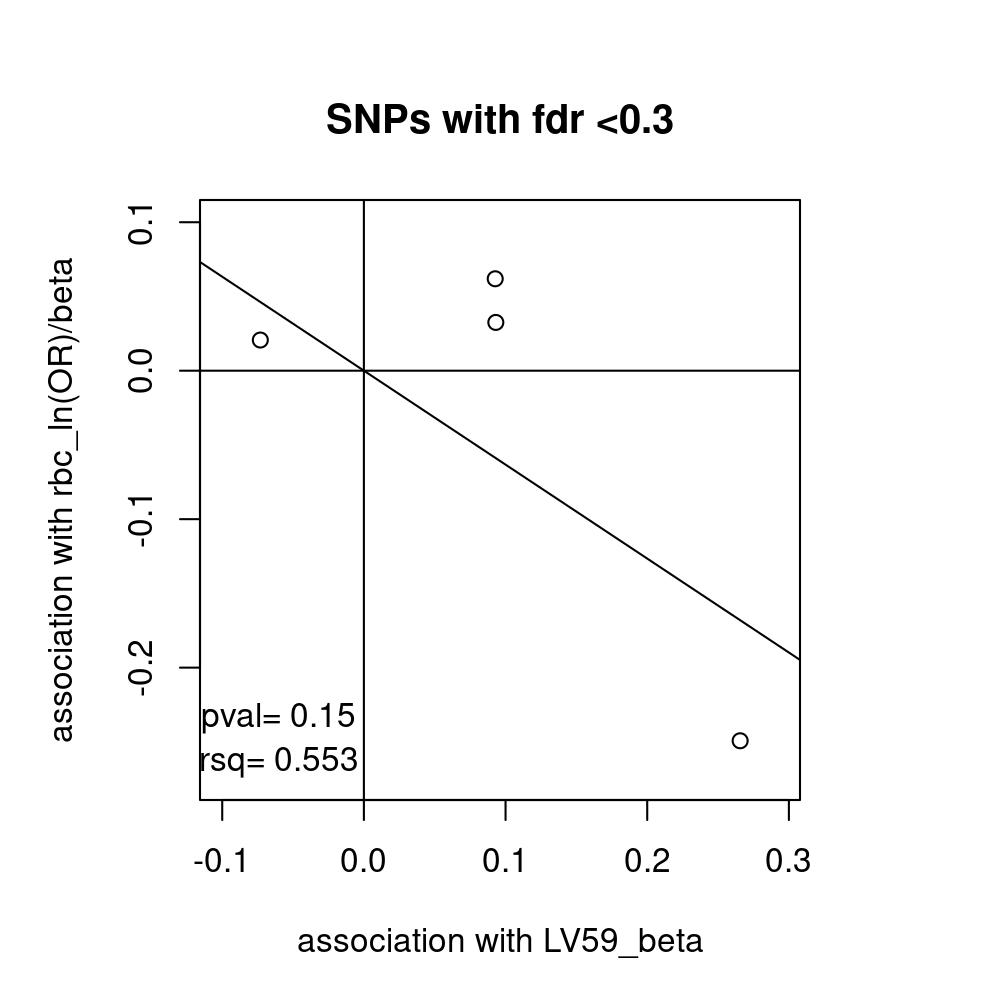 SNPs with fdr <0.3
association with rbc_ln(OR)/beta
0.1
0.0
-0.1
-0.2
pval= 0.15
rsq= 0.553
-0.1
0.0
0.1
0.2
0.3
association with LV59_beta